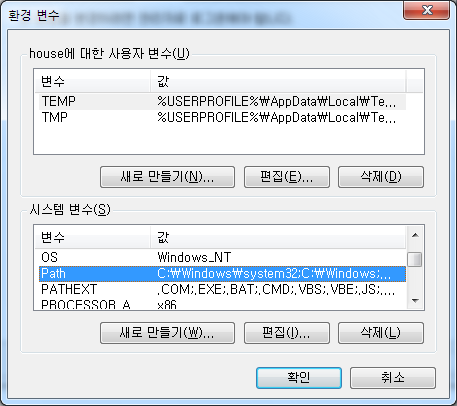 환경 변수
house에 대한 사용자 변수(U)
변수 값
TEMP %USERPROFILE%₩AppData₩Local₩Te...
TMP %USERPROFILE%₩AppData₩Local₩Te...
새로 만들기(N)... 편집(E)... 삭제(D)
시스템 변수(S)
변수 값
OS Windows_NT
Path C:₩Windows₩system32;C:₩Windows;...
PATHEXT .COM;.EXE;.BAT;.CMD;.VBS;.VBE;.JS;....
PROCESSOR_A... x86
새로 만들기(W)... 편집(I)... 삭제(L)
확인 취소